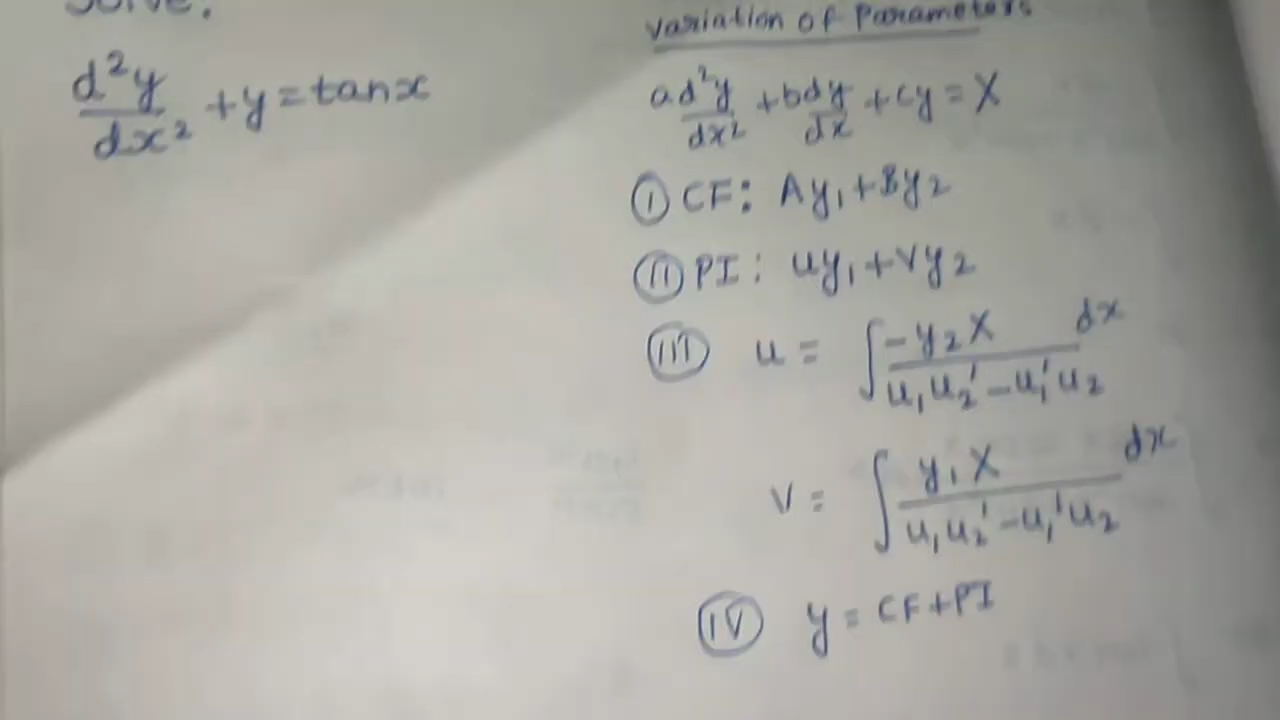 SOLVE:
d²y/dx² + y = tanx
Variation of Parameters
a d²y/dx² + b dy/dx + cy = X
(I) CF: Ay₁ + By₂
(II) PI: uy₁ + vy₂
(III) u = ∫ -y₂X / (u₁u₂' - u₁'u₂) dx
v = ∫ y₁X / (u₁u₂' - u₁'u₂) dx
(IV) y = CF + PI